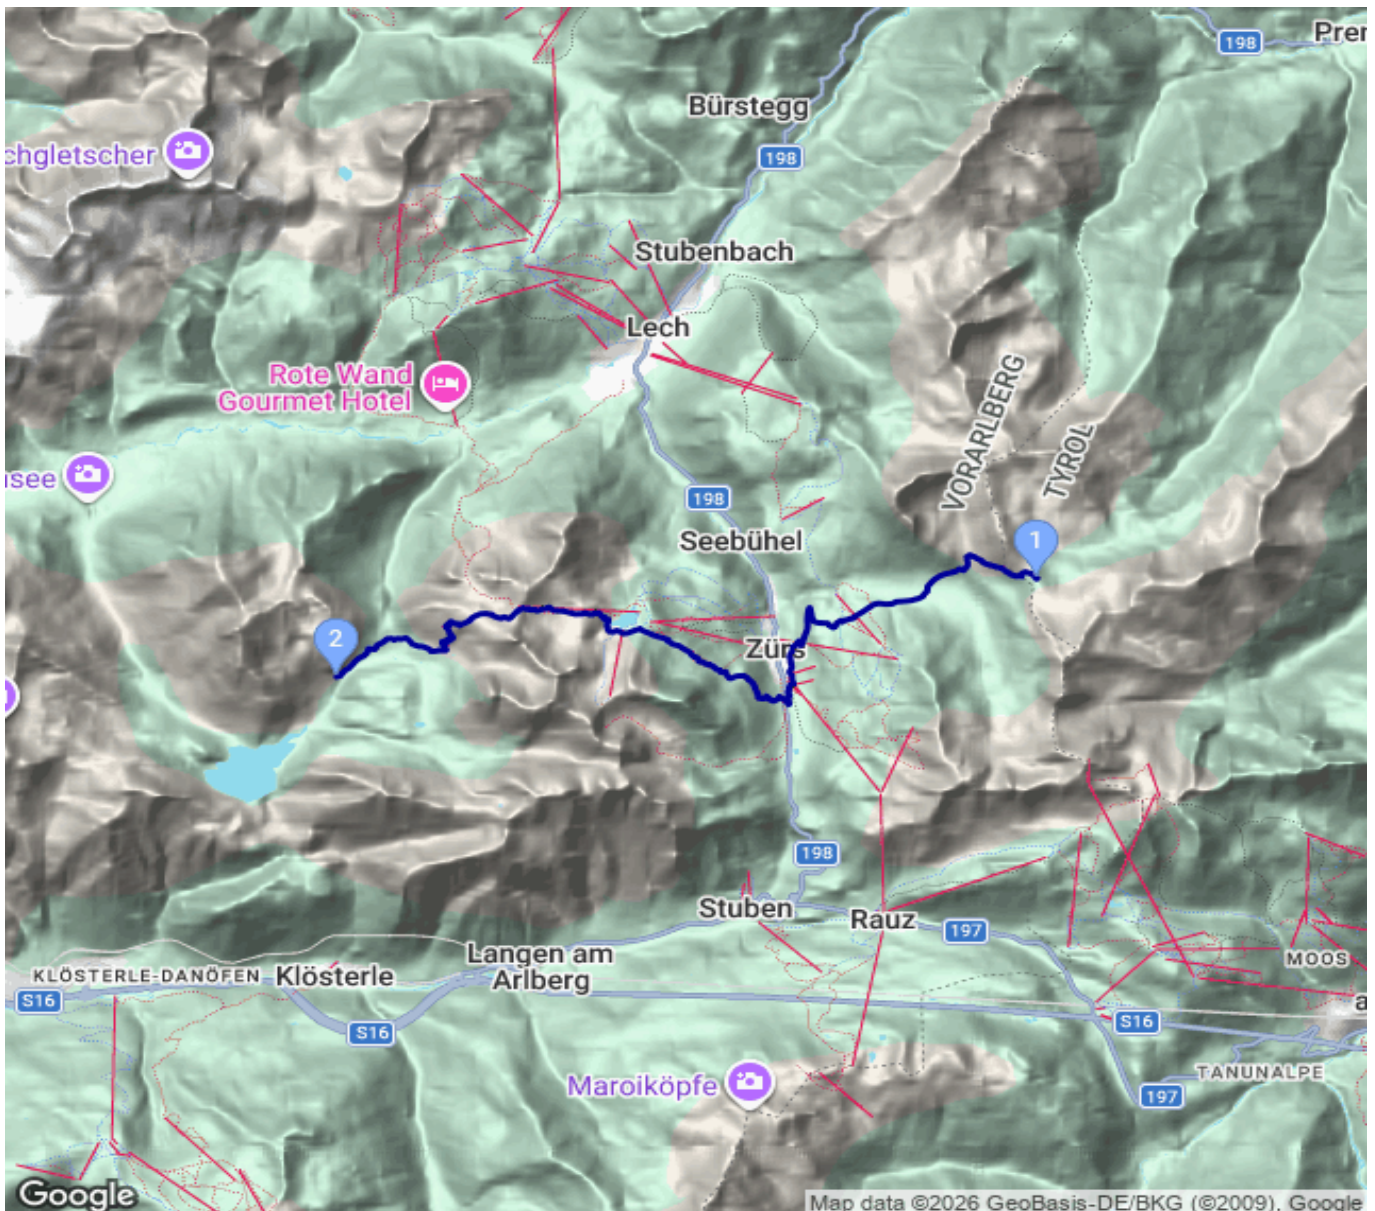 198
Prer
Bürstegg
chgletscher
198
Stubenbach
Lech
Rote Wand
Gourmet Hotel
VORARLBERG
TYROL
usee
198
Seebühel
1
2
Zürs
198
Stuben
Rauz
197
Langen am
Arlberg
KLÖSTERLE-DANÖFEN
Klösterle
MOOS
S16
a
S16
S16
Maroiköpfe
TANUNALPE
197
Google
Map data ©2026 GeoBasis-DE/BKG (©2009), Google